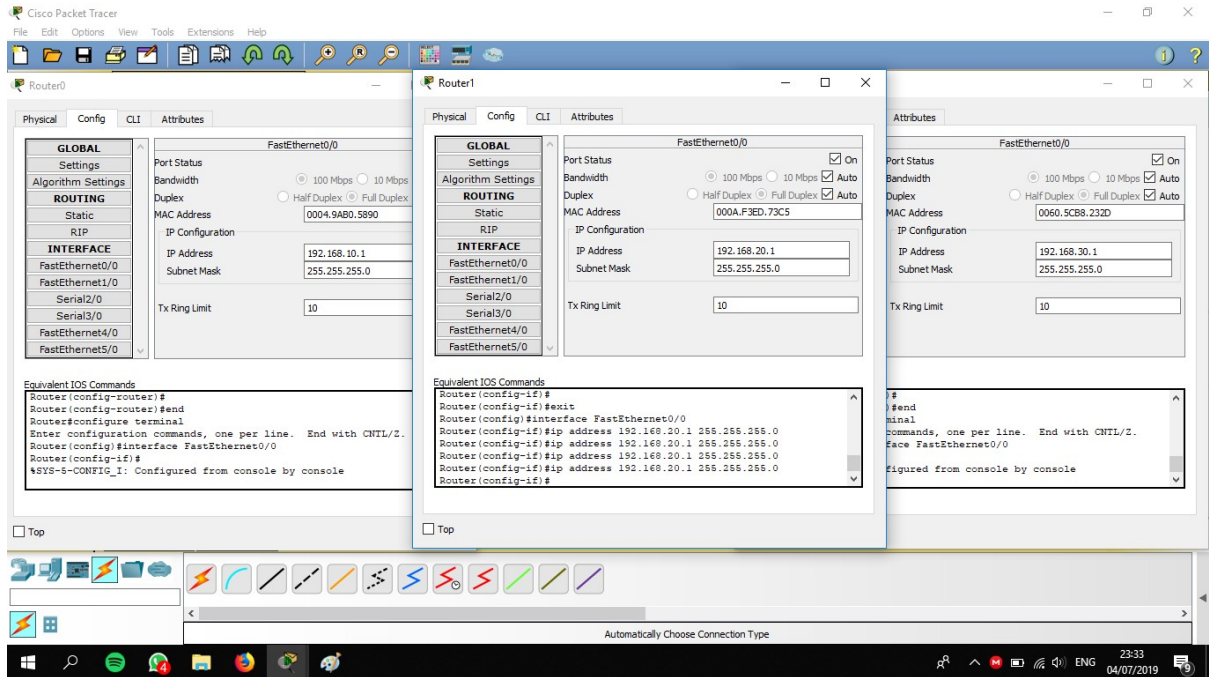 Cisco Packet Tracer
File Edit Options View Tools Extensions Help
Router0
Physical Config CLI Attributes
GLOBAL
Settings
Algorithm Settings
ROUTING
Static
RIP
INTERFACE
FastEthernet0/0
FastEthernet1/0
Serial2/0
Serial3/0
FastEthernet4/0
FastEthernet5/0
FastEthernet0/0
Port Status
Bandwidth 100 Mbps 10 Mbps
Duplex Half Duplex Full Duplex
MAC Address 0004.9AB0.5890
IP Configuration
IP Address 192.168.10.1
Subnet Mask 255.255.255.0
Tx Ring Limit 10
Equivalent IOS Commands
Router(config-router)#
Router(config-router)#end
Router#configure terminal
Enter configuration commands, one per line. End with CNTL/Z.
Router(config)#interface FastEthernet0/0
Router(config-if)#
%SYS-5-CONFIG_I: Configured from console by console
Top
Router1
Physical Config CLI Attributes
GLOBAL
Settings
Algorithm Settings
ROUTING
Static
RIP
INTERFACE
FastEthernet0/0
FastEthernet1/0
Serial2/0
Serial3/0
FastEthernet4/0
FastEthernet5/0
FastEthernet0/0
Port Status On
Bandwidth 100 Mbps 10 Mbps Auto
Duplex Half Duplex Full Duplex Auto
MAC Address 000A.F3ED.73C5
IP Configuration
IP Address 192.168.20.1
Subnet Mask 255.255.255.0
Tx Ring Limit 10
Equivalent IOS Commands
Router(config-if)#
Router(config-if)#exit
Router(config)#interface FastEthernet0/0
Router(config-if)#ip address 192.168.20.1 255.255.255.0
Router(config-if)#ip address 192.168.20.1 255.255.255.0
Router(config-if)#ip address 192.168.20.1 255.255.255.0
Router(config-if)#ip address 192.168.20.1 255.255.255.0
Router(config-if)#
Top
Attributes
FastEthernet0/0
Port Status On
Bandwidth 100 Mbps 10 Mbps Auto
Duplex Half Duplex Full Duplex Auto
MAC Address 0060.5CB8.232D
IP Configuration
IP Address 192.168.30.1
Subnet Mask 255.255.255.0
Tx Ring Limit 10
)#
)#end
minal
commands, one per line. End with CNTL/Z.
face FastEthernet0/0
figured from console by console
Automatically Choose Connection Type
4
ENG
23:33
04/07/2019
9